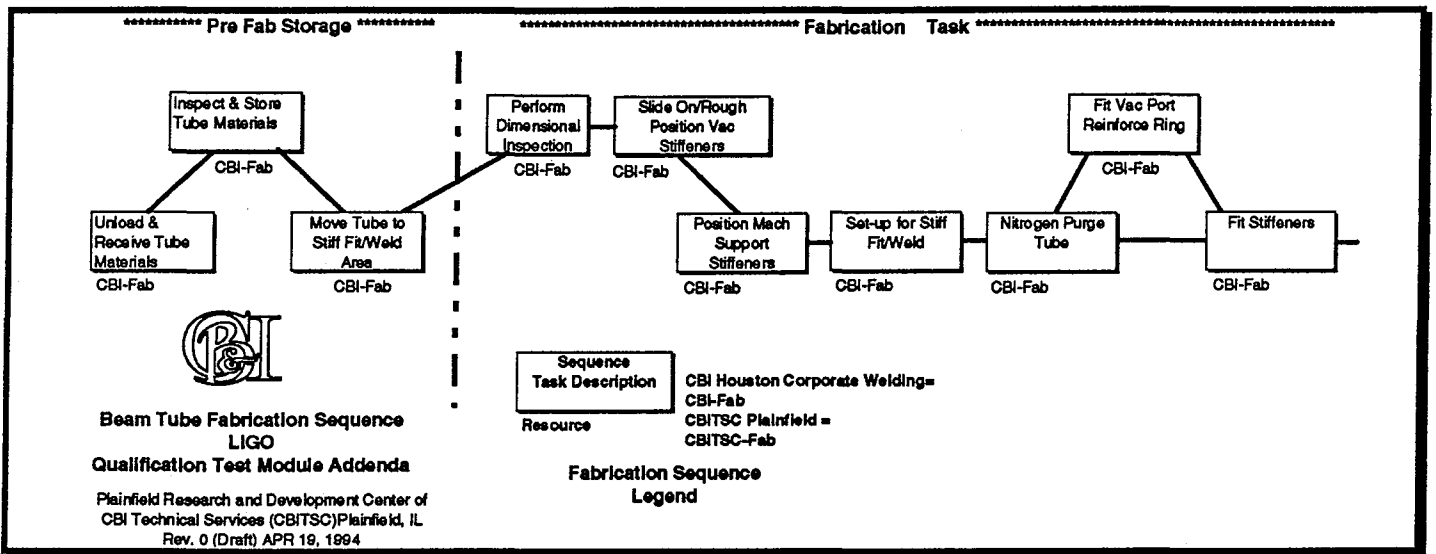 *********** Pre Fab Storage ***********
**************************************** Fabrication Task ****************************************************
Inspect & Store
Tube Materials
CBI-Fab
Unload &
Receive Tube
Materials
CBI-Fab
Move Tube to
Stiff Fit/Weld
Area
CBI-Fab
Perform
Dimensional
Inspection
CBI-Fab
Slide On/Rough
Position Vac
Stiffeners
CBI-Fab
Position Mach
Support
Stiffeners
CBI-Fab
Set-up for Stiff
Fit/Weld
CBI-Fab
Nitrogen Purge
Tube
CBI-Fab
Fit Vac Port
Reinforce Ring
CBI-Fab
Fit Stiffeners
CBI-Fab
CB&I
Beam Tube Fabrication Sequence
LIGO
Qualification Test Module Addenda
Plainfield Research and Development Center of
CBI Technical Services (CBITSC)Plainfield, IL
Rev. 0 (Draft) APR 19, 1994
Sequence
Task Description
Resource
CBI Houston Corporate Welding=
CBI-Fab
CBITSC Plainfield =
CBITSC-Fab
Fabrication Sequence
Legend